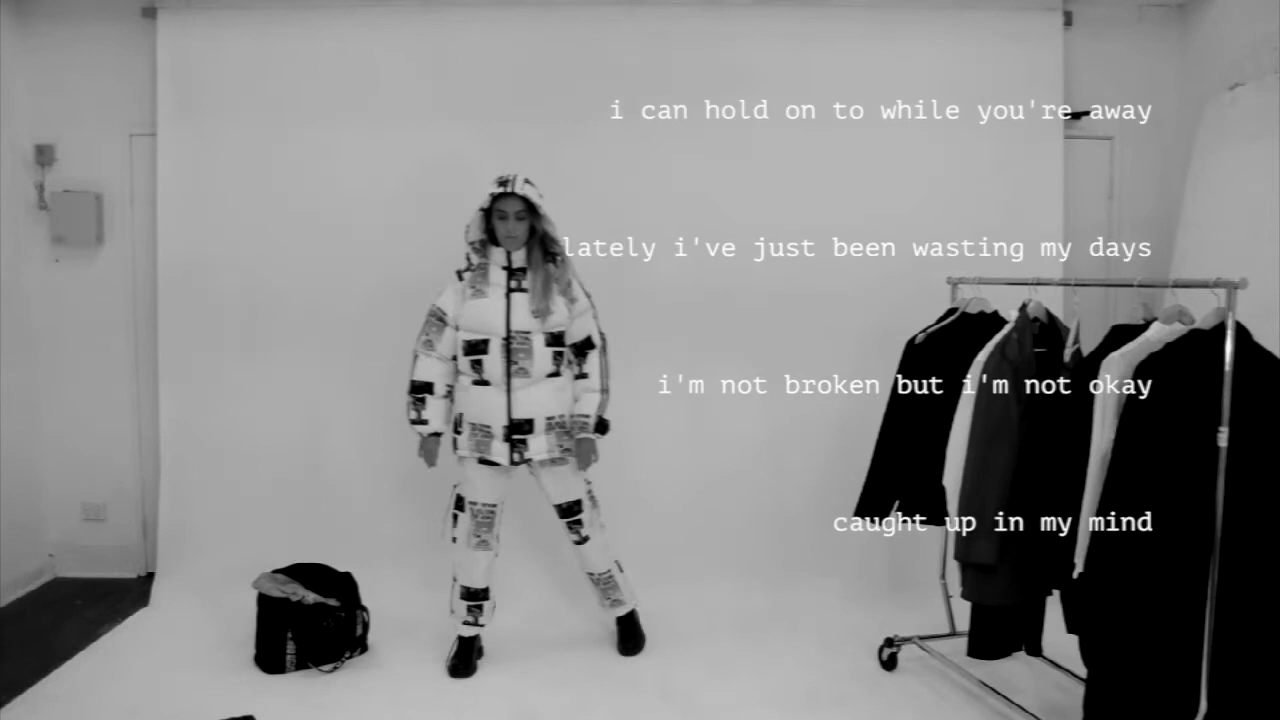 i can hold on to while you're away
lately i've just been wasting my days
i'm not broken but i'm not okay
caught up in my mind